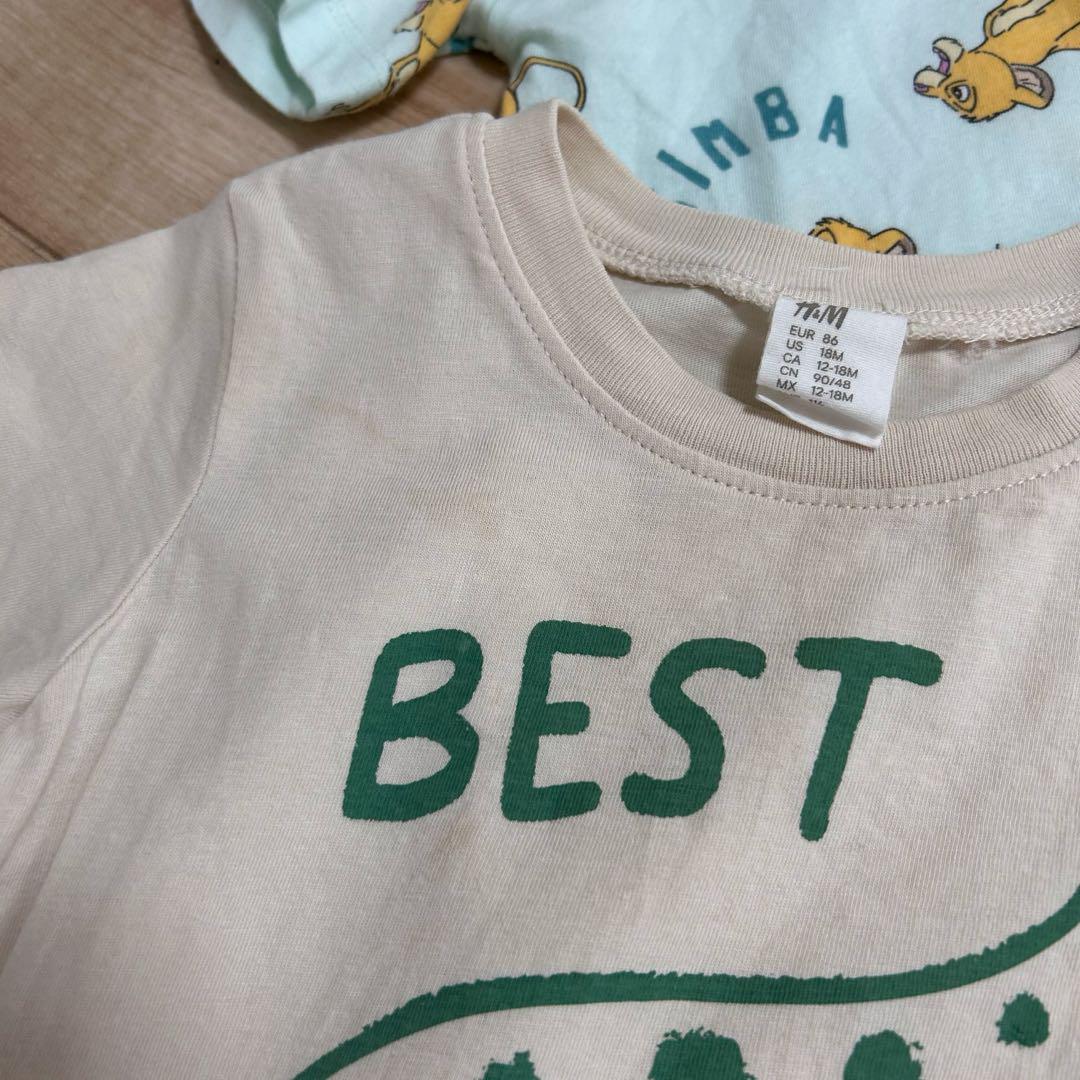 IMBA
H&M
EUR 86
US 18M
CA 12-18M
CN 90/48
MX 12-18M
BEST